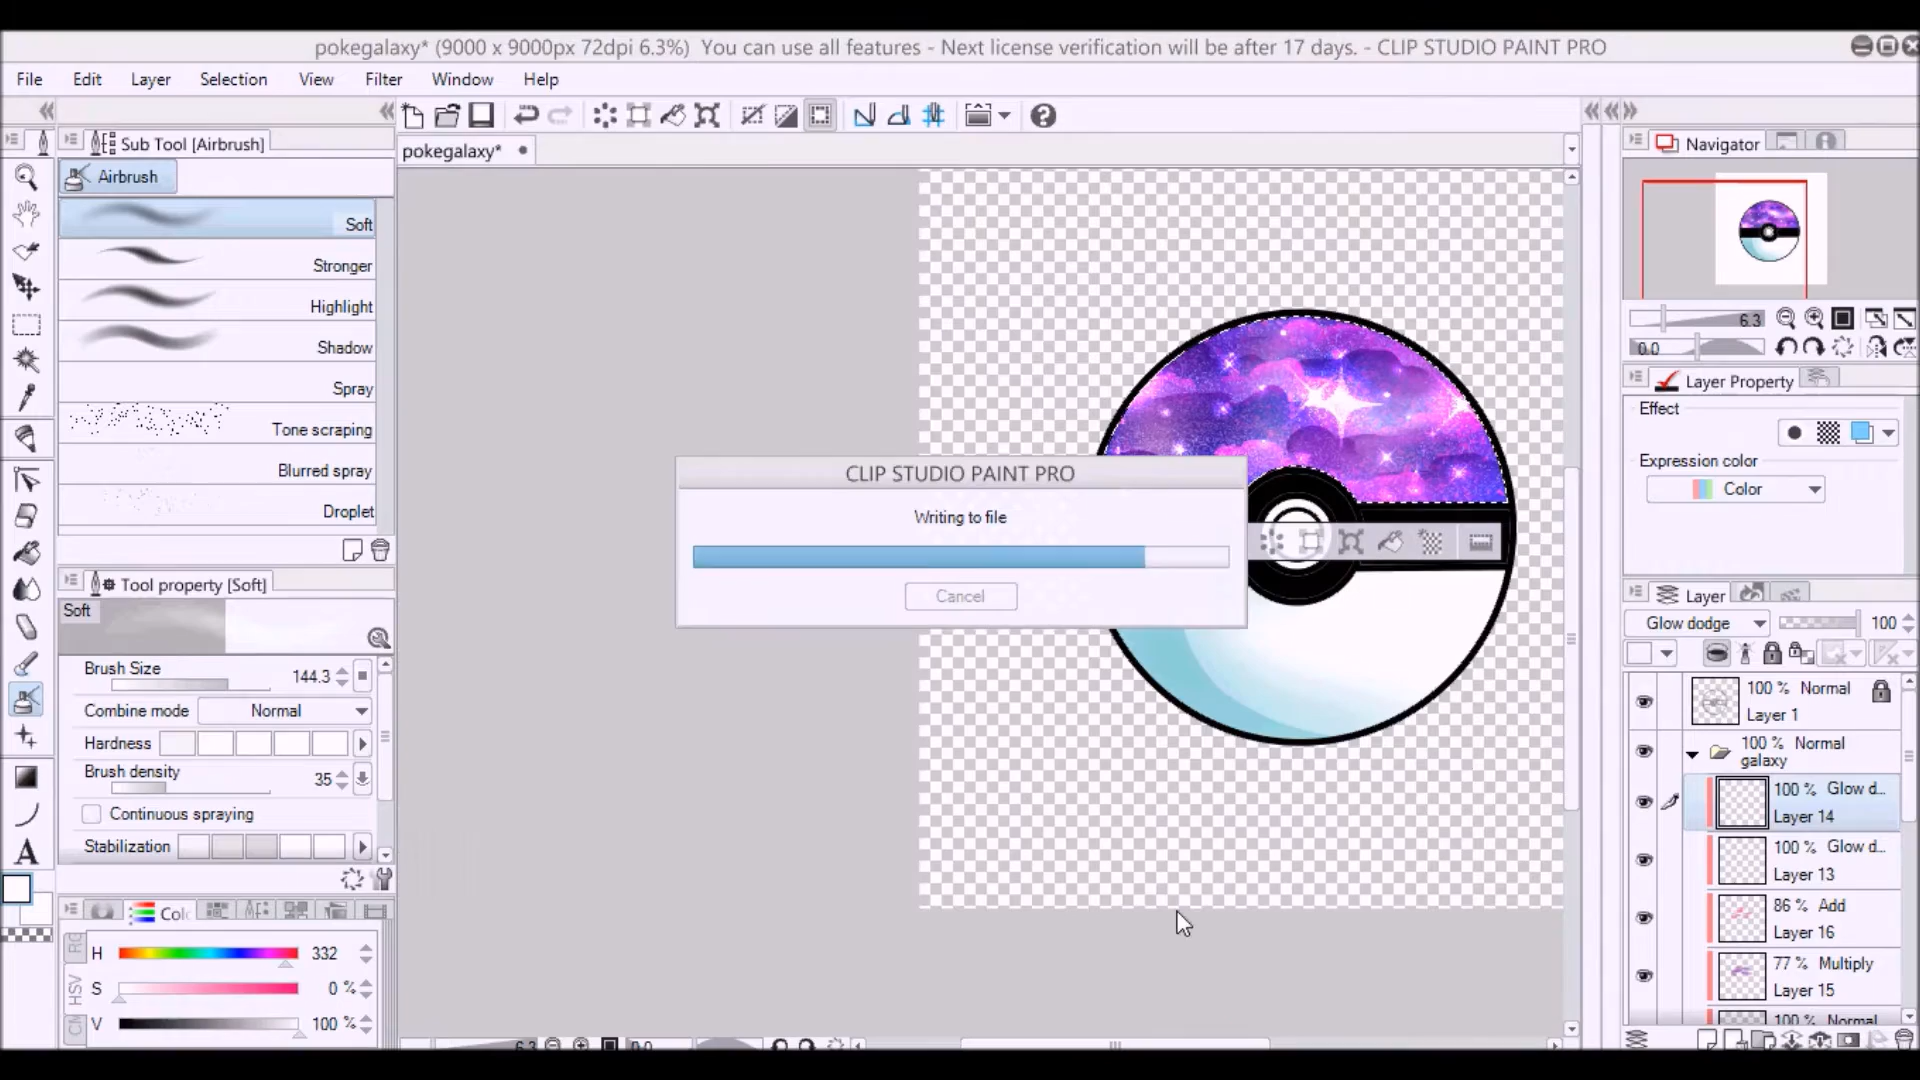 pokegalaxy* (9000 x 9000px 72dpi 6.3%) You can use all features - Next license verification will be after 17 days. - CLIP STUDIO PAINT PRO
File Edit Layer Selection View Filter Window Help
Sub Tool [Airbrush]
pokegalaxy*
Airbrush
Soft
Stronger
Highlight
Shadow
Spray
Tone scraping
Blurred spray
Droplet
Tool property [Soft]
Soft
Brush Size 144.3
Combine mode Normal
Hardness
Brush density 35
Continuous spraying
Stabilization
A
HSV
H 332
S 0 %
V 100 %
CLIP STUDIO PAINT PRO
Writing to file
Cancel
6.3 0.0
Navigator
6.3
0.0
Layer Property
Effect
Expression color
Color
Layer
Glow dodge 100
100 % Normal
Layer 1
100 % Normal
galaxy
100 % Glow d...
Layer 14
100 % Glow d...
Layer 13
86 % Add
Layer 16
77 % Multiply
Layer 15
100 % Normal